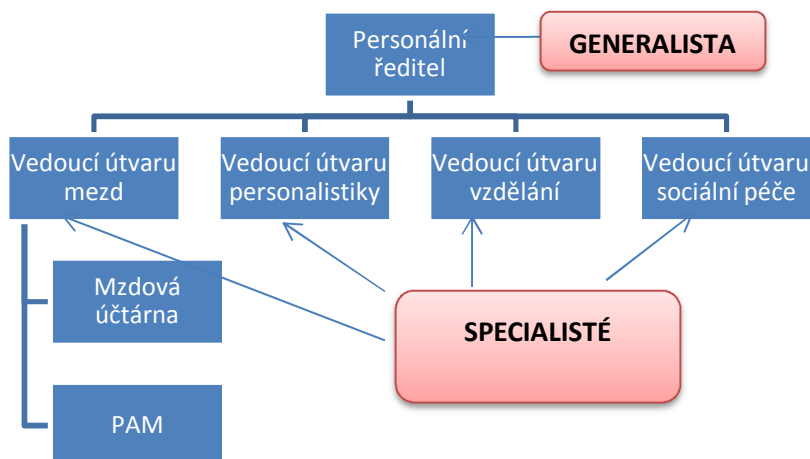 Personální
ředitel
GENERALISTA
Vedoucí útvaru
mezd
Vedoucí útvaru
personalistiky
Vedoucí útvaru
vzdělání
Vedoucí útvaru
sociální péče
Mzdová
účtárna
SPECIALISTÉ
PAM